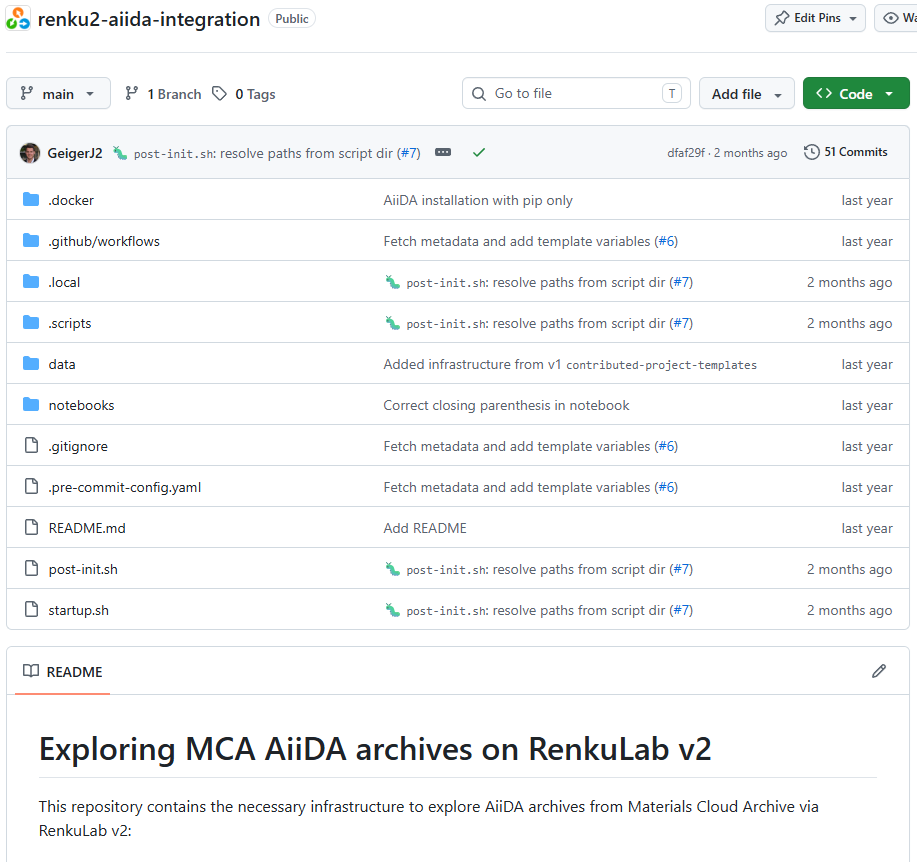 renku2-aiida-integration Public Edit Pins
main 1 Branch 0 Tags Go to file T Add file Code
GeigerJ2 post-init.sh: resolve paths from script dir (#7) dfaf29f · 2 months ago 51 Commits
.docker AiiDA installation with pip only last year
.github/workflows Fetch metadata and add template variables (#6) last year
.local post-init.sh: resolve paths from script dir (#7) 2 months ago
.scripts post-init.sh: resolve paths from script dir (#7) 2 months ago
data Added infrastructure from v1 contributed-project-templates last year
notebooks Correct closing parenthesis in notebook last year
.gitignore Fetch metadata and add template variables (#6) last year
.pre-commit-config.yaml Fetch metadata and add template variables (#6) last year
README.md Add README last year
post-init.sh post-init.sh: resolve paths from script dir (#7) 2 months ago
startup.sh post-init.sh: resolve paths from script dir (#7) 2 months ago
README
Exploring MCA AiiDA archives on RenkuLab v2
This repository contains the necessary infrastructure to explore AiiDA archives from Materials Cloud Archive via
RenkuLab v2: